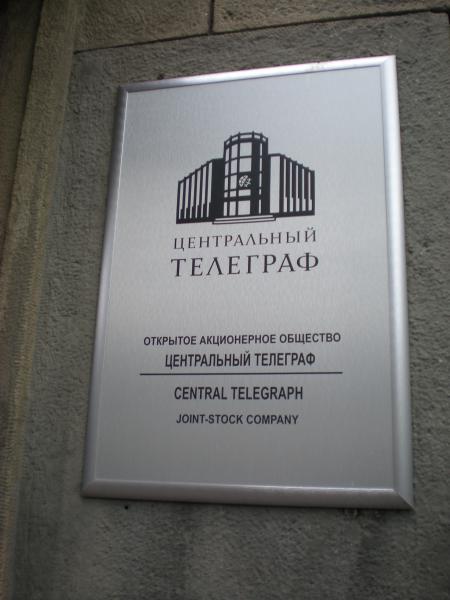 ЦЕНТРАЛЬНЫЙ
ТЕЛЕГРАФ
ОТКРЫТОЕ АКЦИОНЕРНОЕ ОБЩЕСТВО
ЦЕНТРАЛЬНЫЙ ТЕЛЕГРАФ
CENTRAL TELEGRAPH
JOINT-STOCK COMPANY